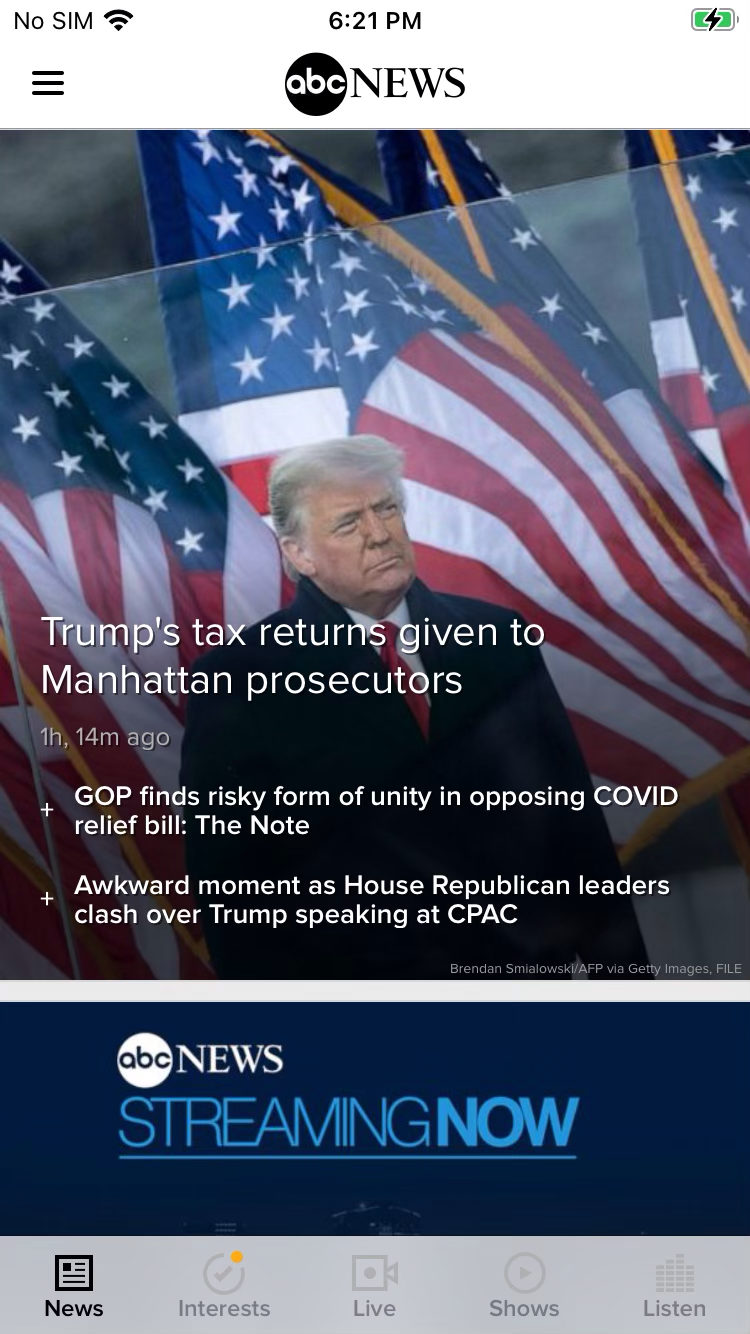 No SIM
6:21 PM
abc NEWS
Trump's tax returns given to
Manhattan prosecutors
1h, 14m ago
+ GOP finds risky form of unity in opposing COVID
relief bill: The Note
+ Awkward moment as House Republican leaders
clash over Trump speaking at CPAC
Brendan Smialowski/AFP via Getty Images, FILE
abc NEWS
STREAMING NOW
News
Interests
Live
Shows
Listen